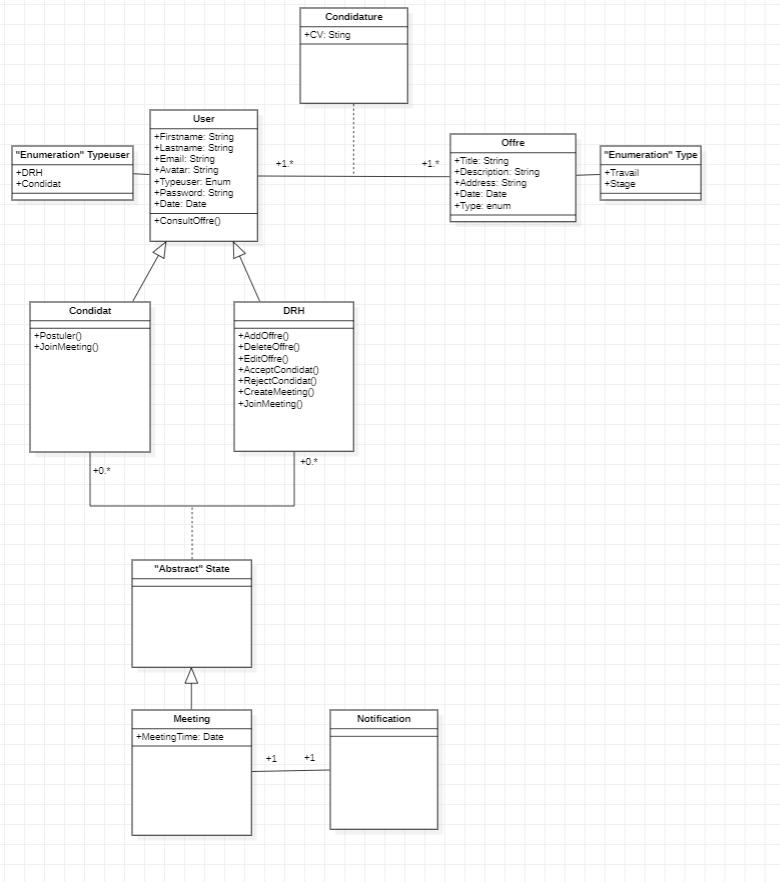 Condidature
+CV: Sting
User
+Firstname: String
+Lastname: String
+Email: String
+Avatar: String
+Typeuser: Enum
+Password: String
+Date: Date
+ConsultOffre()
"Enumeration" Typeuser
+DRH
+Condidat
+1.*
+1.*
Offre
+Title: String
+Description: String
+Address: String
+Date: Date
+Type: enum
"Enumeration" Type
+Travail
+Stage
Condidat
+Postuler()
+JoinMeeting()
DRH
+AddOffre()
+DeleteOffre()
+EditOffre()
+AcceptCondidat()
+RejectCondidat()
+CreateMeeting()
+JoinMeeting()
+0.*
+0.*
"Abstract" State
Meeting
+MeetingTime: Date
+1
+1
Notification